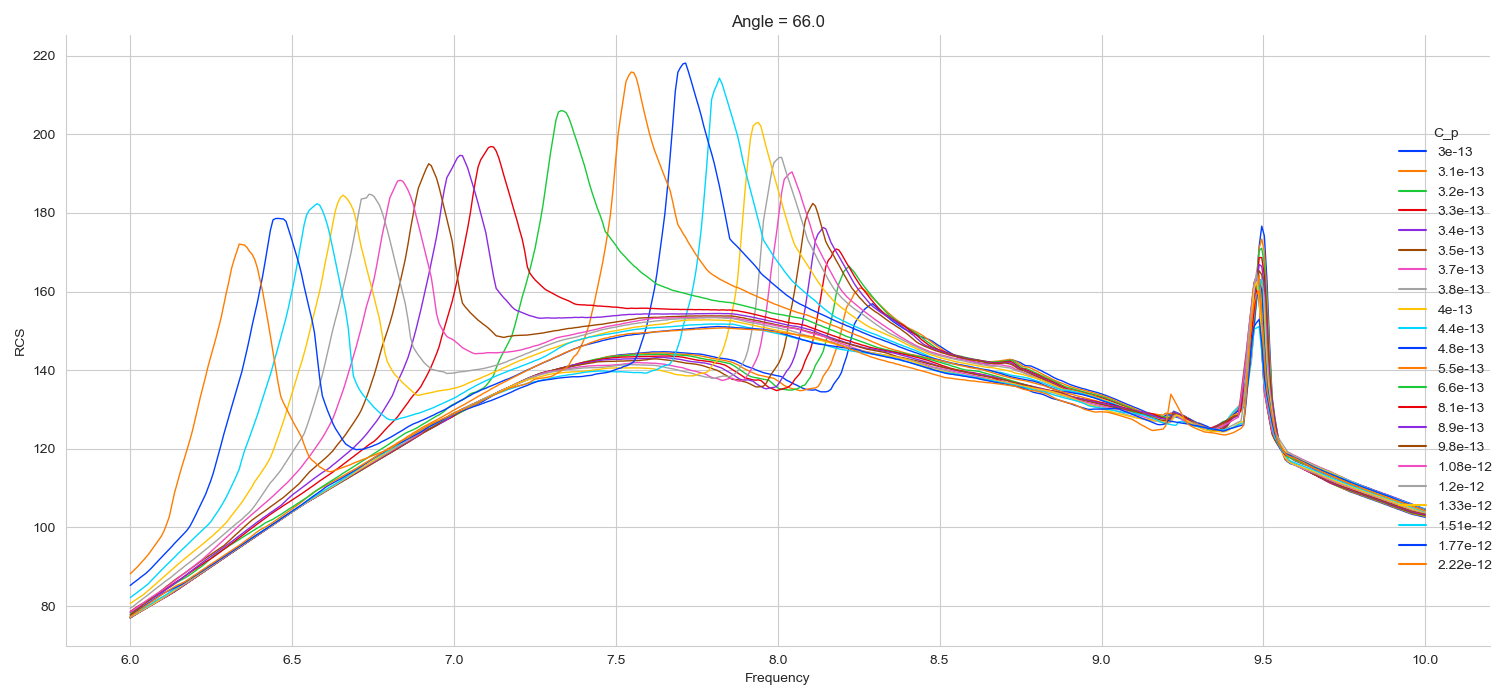 Angle = 66.0
220
200
180
160
140
120
100
80
RCS
6.0 6.5 7.0 7.5 8.0 8.5 9.0 9.5 10.0
Frequency
C_p
3e-13
3.1e-13
3.2e-13
3.3e-13
3.4e-13
3.5e-13
3.7e-13
3.8e-13
4e-13
4.4e-13
4.8e-13
5.5e-13
6.6e-13
8.1e-13
8.9e-13
9.8e-13
1.08e-12
1.2e-12
1.33e-12
1.51e-12
1.77e-12
2.22e-12